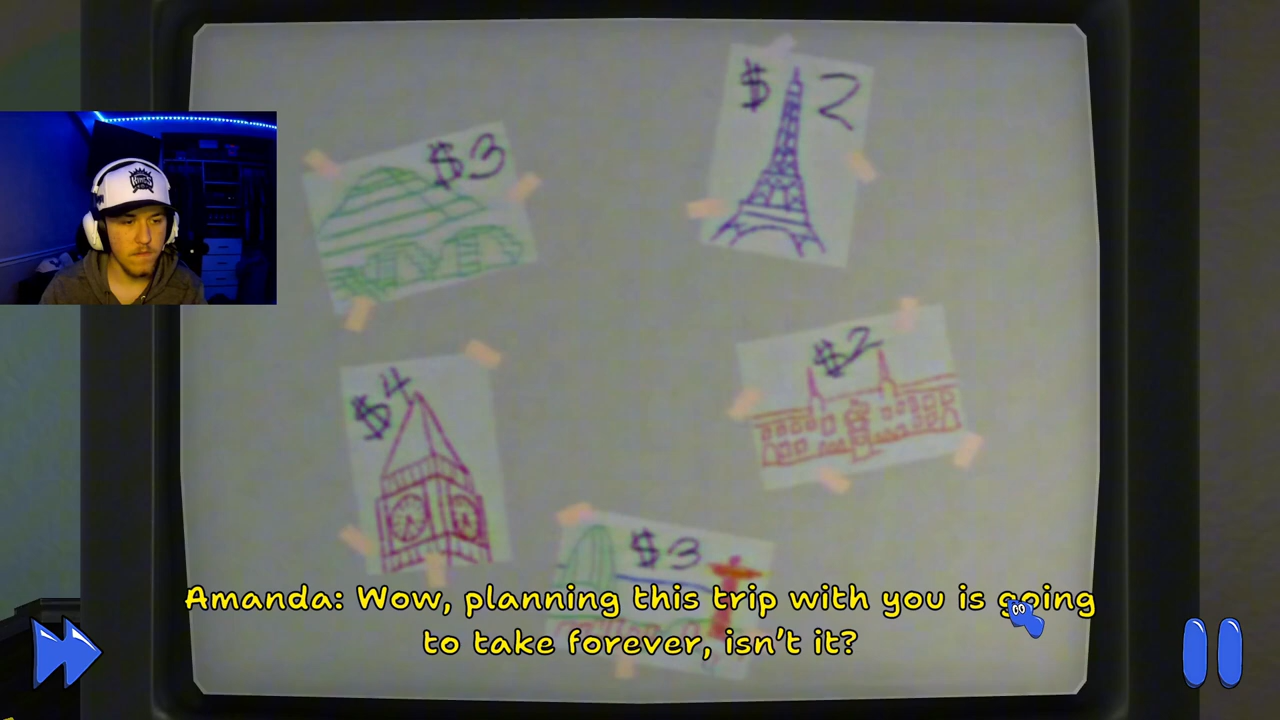 $ 2
$3
$2
$4
$3
Amanda: Wow, planning this trip with you is going
to take forever, isn't it?